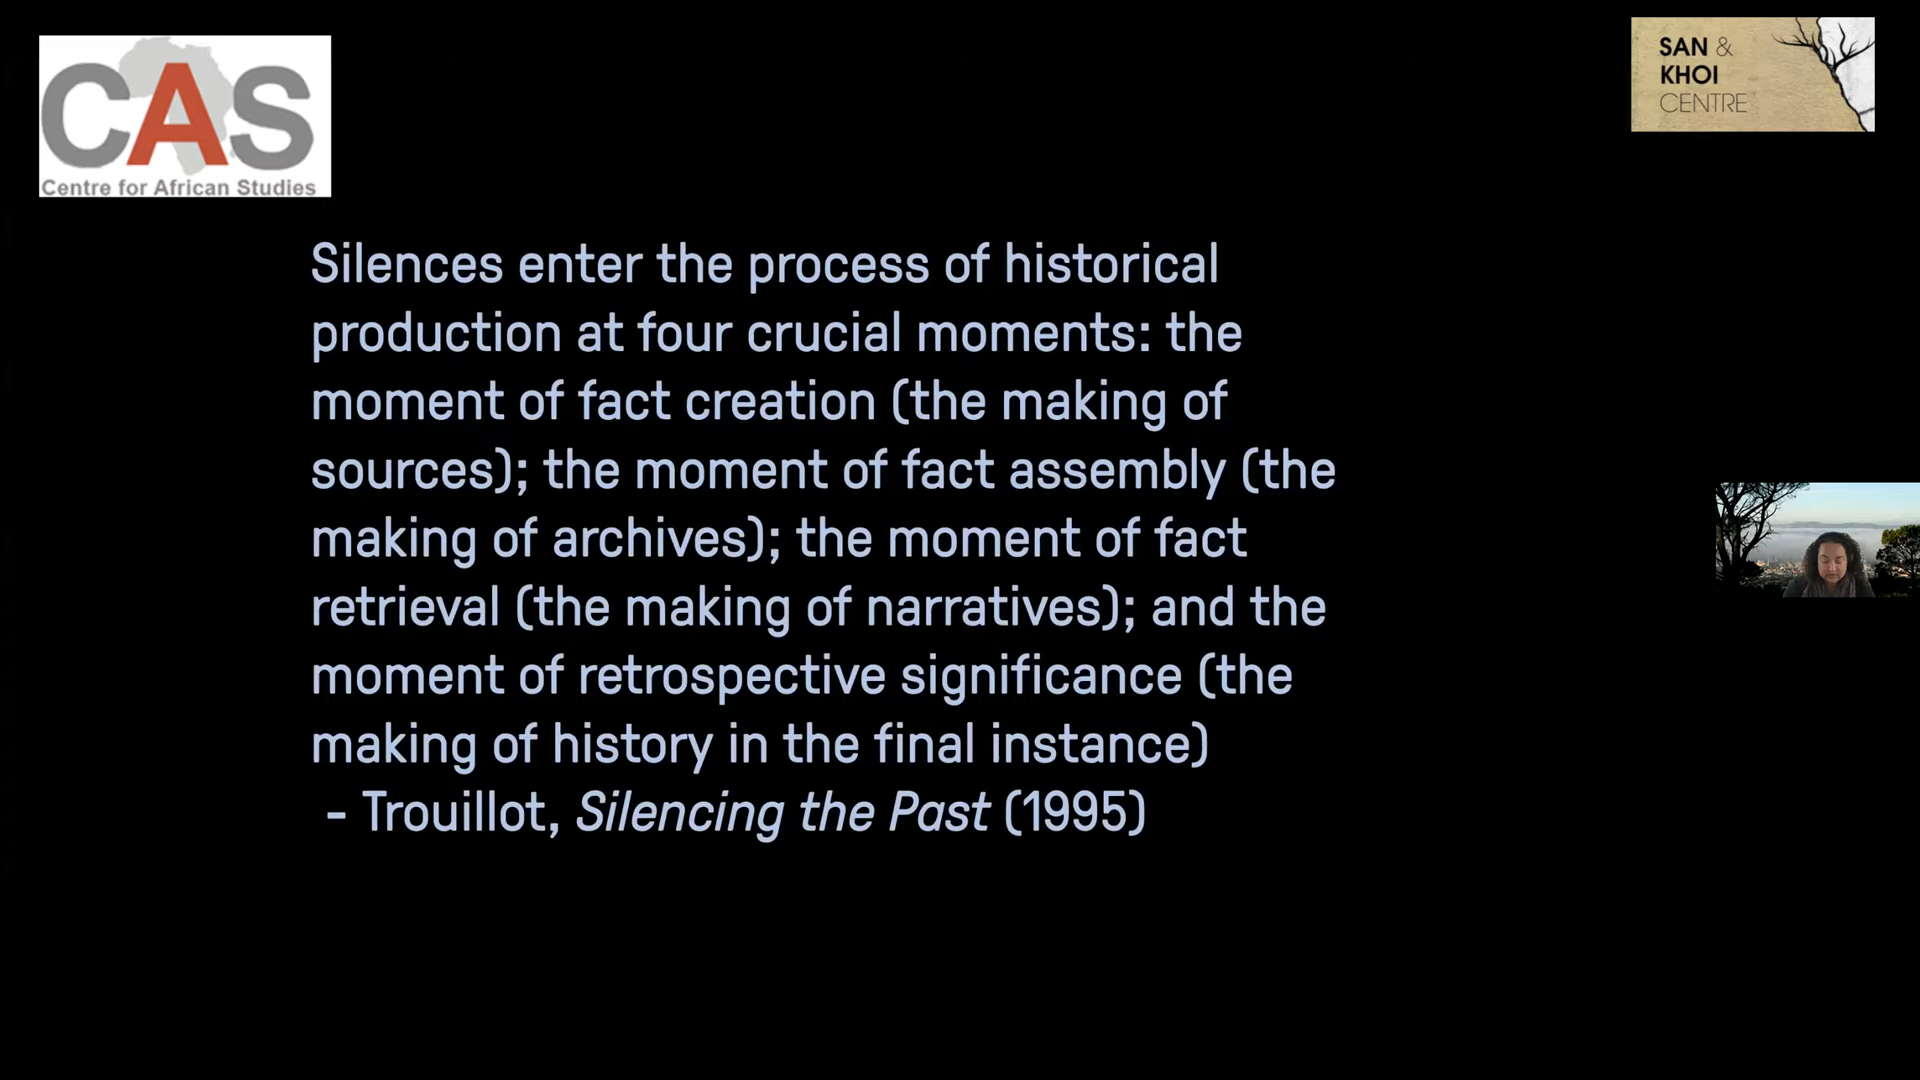 CAS
Centre for African Studies
SAN &
KHOI
CENTRE
Silences enter the process of historical
production at four crucial moments: the
moment of fact creation (the making of
sources); the moment of fact assembly (the
making of archives); the moment of fact
retrieval (the making of narratives); and the
moment of retrospective significance (the
making of history in the final instance)
- Trouillot, Silencing the Past (1995)